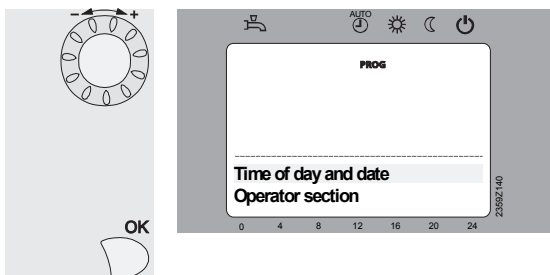 - +
AUTO
PROG
Time of day and date
Operator section
0 4 8 12 16 20 24
OK
2359Z140